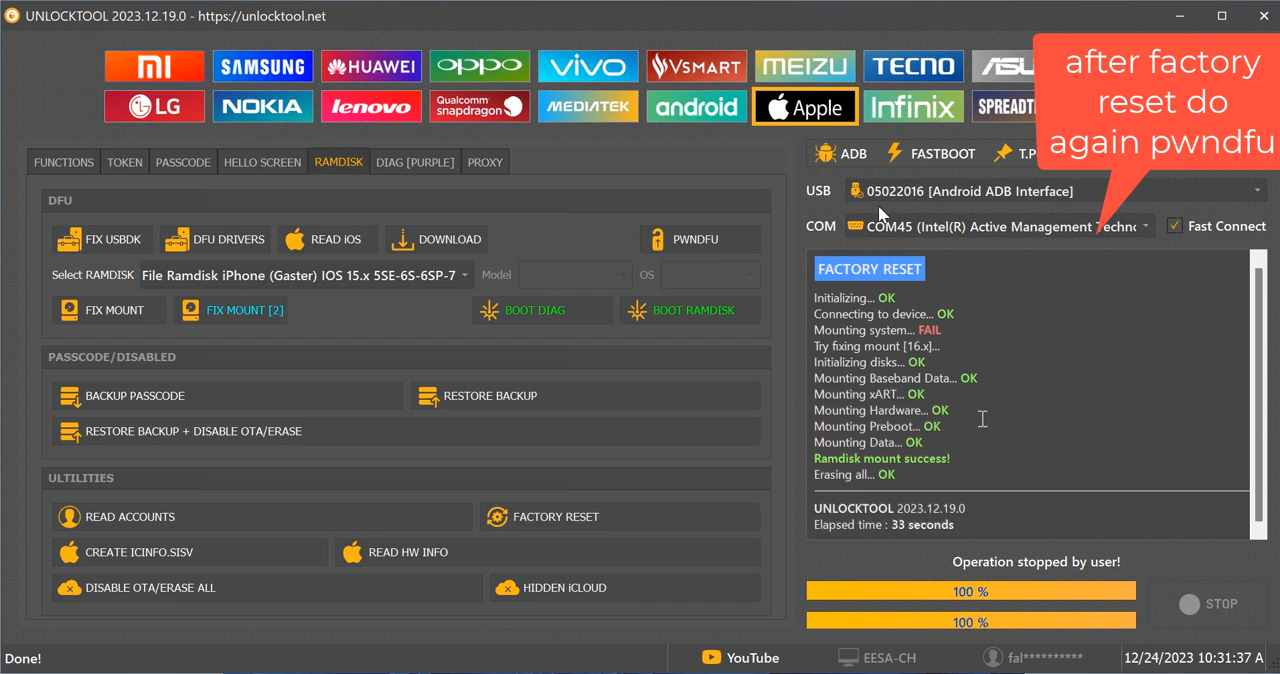 UNLOCKTOOL 2023.12.19.0 - https://unlocktool.net
MI SAMSUNG HUAWEI oppo vivo VSMART MEIZU TECNO
LG NOKIA lenovo Qualcomm snapdragon MEDIATEK android Apple Infinix
after factory
reset do
again pwndfu
FUNCTIONS TOKEN PASSCODE HELLO SCREEN RAMDISK DIAG [PURPLE] PROXY
DFU
FIX USBDK DFU DRIVERS READ iOS DOWNLOAD PWNDFU
Select RAMDISK File Ramdisk iPhone (Gaster) IOS 15.x 5SE-6S-6SP-7 Model OS
FIX MOUNT FIX MOUNT [2] BOOT DIAG BOOT RAMDISK
PASSCODE/DISABLED
BACKUP PASSCODE RESTORE BACKUP
RESTORE BACKUP + DISABLE OTA/ERASE
ULTILITIES
READ ACCOUNTS FACTORY RESET
CREATE ICINFO.SISV READ HW INFO
DISABLE OTA/ERASE ALL HIDDEN iCLOUD
ADB FASTBOOT
USB 05022016 [Android ADB Interface]
COM COM45 (Intel(R) Active Management Fast Connect
FACTORY RESET
Initializing... OK
Connecting to device... OK
Mounting system... FAIL
Try fixing mount [16.x]...
Initializing disks... OK
Mounting Baseband Data... OK
Mounting xART... OK
Mounting Hardware... OK
Mounting Preboot... OK
Mounting Data... OK
Ramdisk mount success!
Erasing all... OK
UNLOCKTOOL 2023.12.19.0
Elapsed time : 33 seconds
Operation stopped by user!
100 %
100 %
STOP
Done! YouTube EESA-CH fal********** 12/24/2023 10:31:37 A